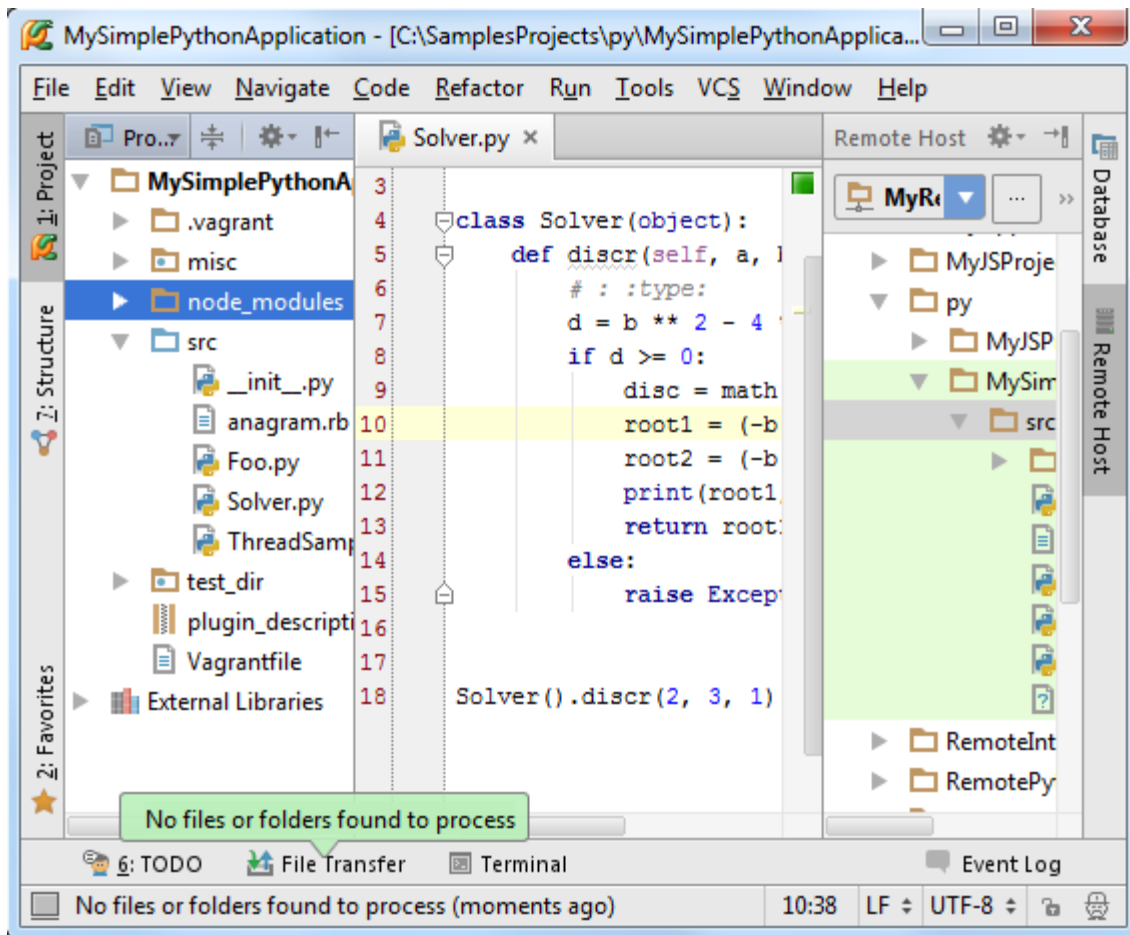 MySimplePythonApplication - [C:\SamplesProjects\py\MySimplePythonApplica...
File Edit View Navigate Code Refactor Run Tools VCS Window Help
1: Project
7: Structure
2: Favorites
Pro..
MySimplePythonA
.vagrant
misc
node_modules
src
__init__.py
anagram.rb
Foo.py
Solver.py
ThreadSamp
test_dir
plugin_descripti
Vagrantfile
External Libraries
Solver.py
3
4 class Solver(object):
5 def discr(self, a,
6 # : :type:
7 d = b ** 2 - 4
8 if d >= 0:
9 disc = math
10 root1 = (-b
11 root2 = (-b
12 print(root1
13 return root
14 else:
15 raise Excep
16
17
18 Solver().discr(2, 3, 1)
Remote Host
MyRe ...
MyJSProje
py
MyJSP
MySim
src
RemoteInt
RemotePy
Database
Remote Host
No files or folders found to process
6: TODO File Transfer Terminal Event Log
No files or folders found to process (moments ago) 10:38 LF UTF-8